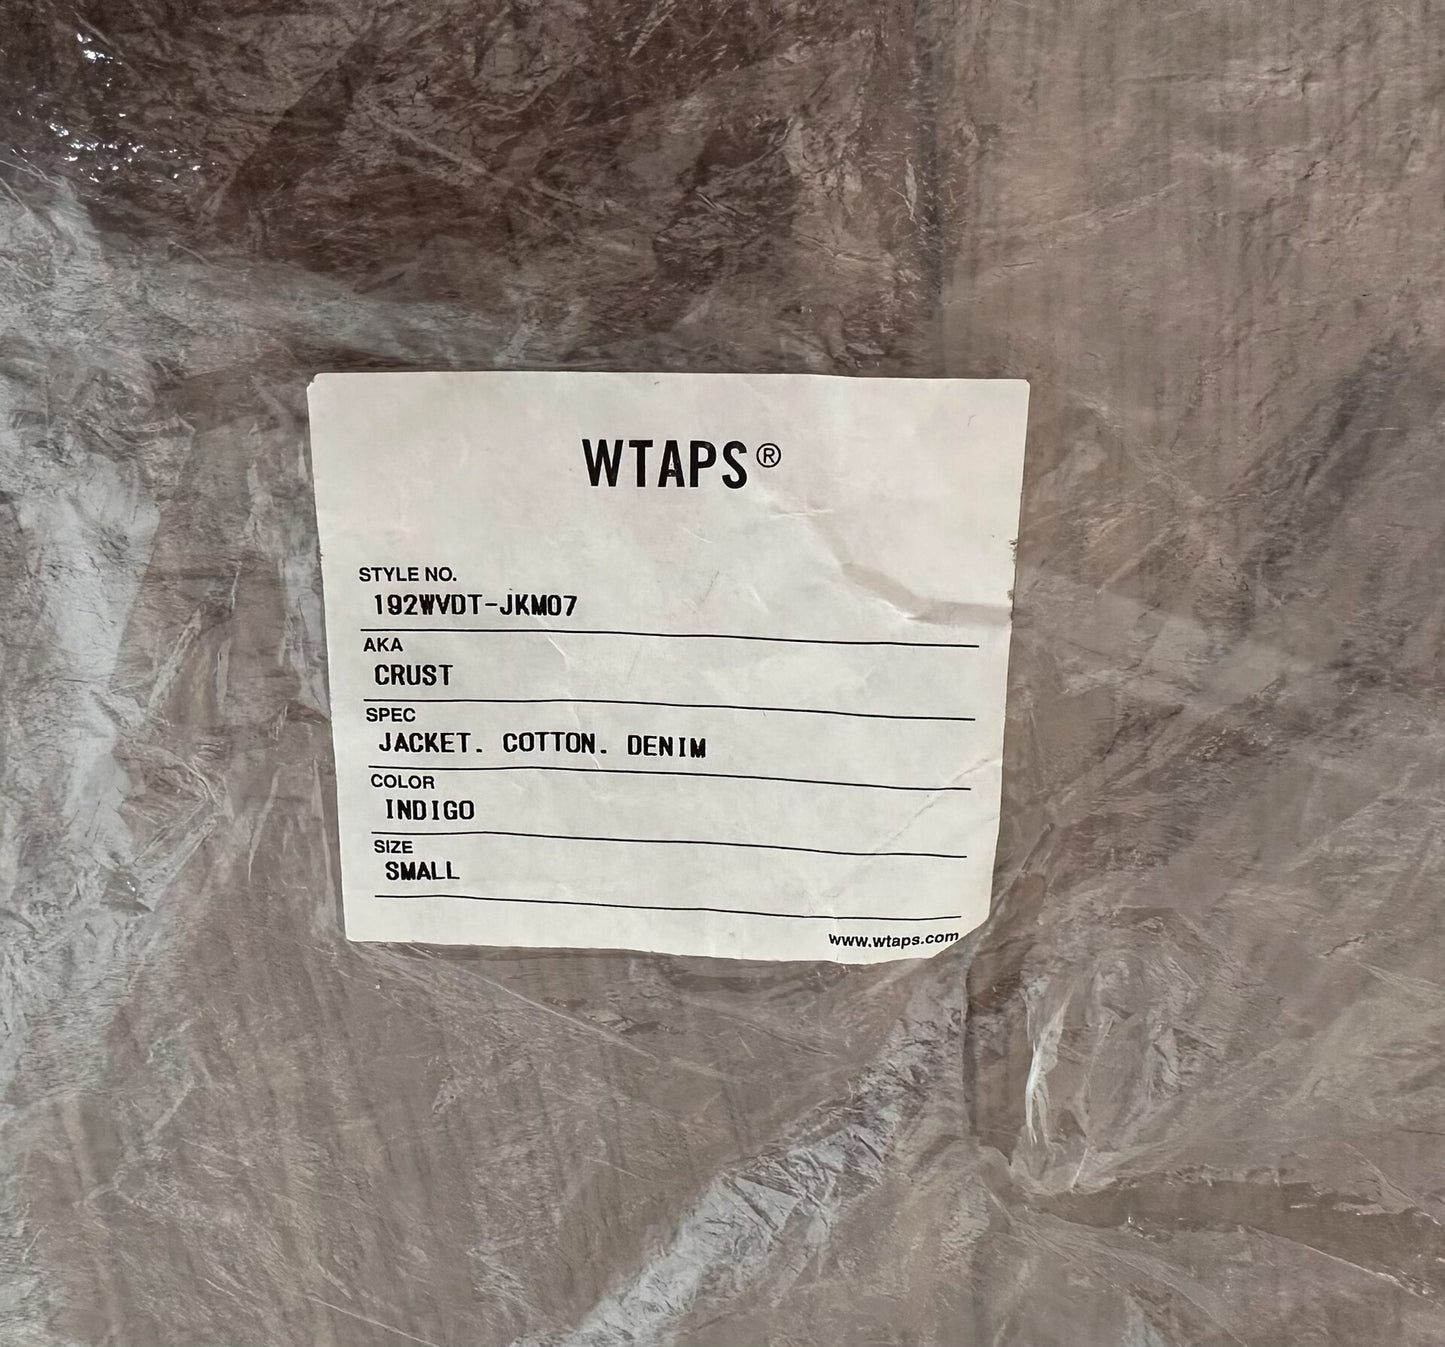 WTAPS®
STYLE NO.
192WVDT-JKM07
AKA
CRUST
SPEC
JACKET. COTTON. DENIM
COLOR
INDIGO
SIZE
SMALL
www.wtaps.com